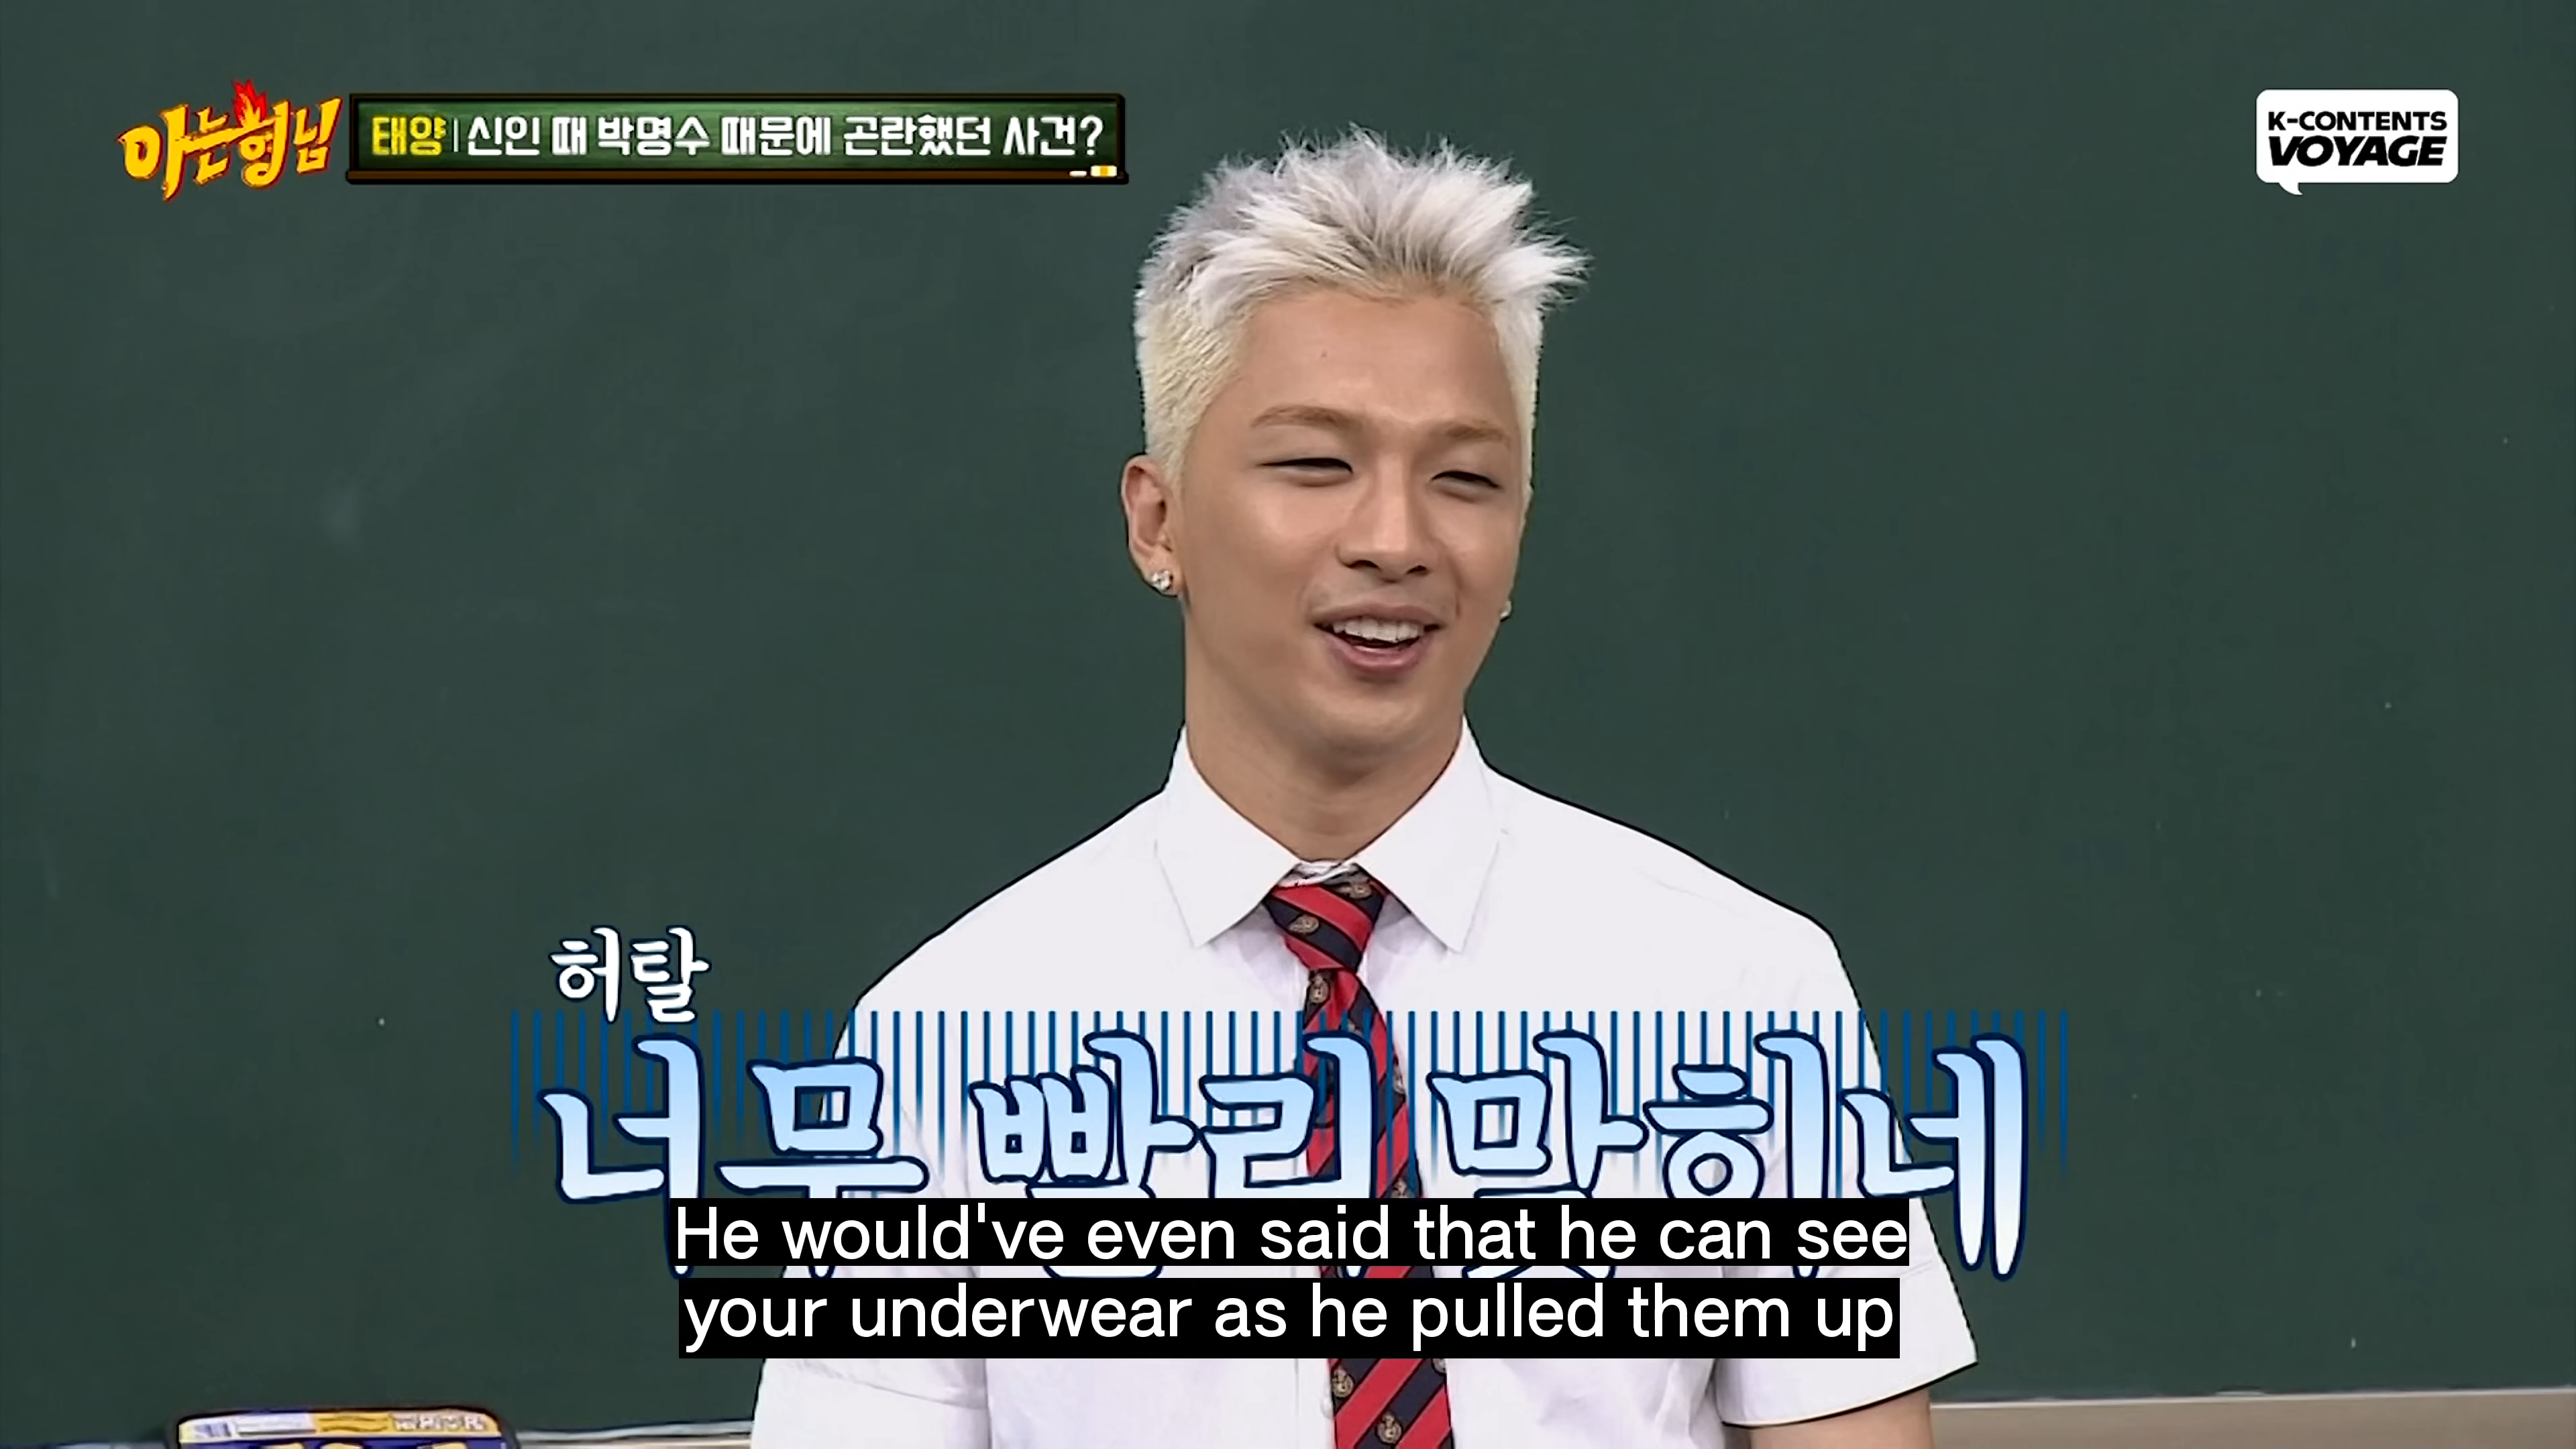 아는형님
태양 | 신인 때 박명수 때문에 곤란했던 사건?
K-CONTENTS
VOYAGE
허탈
너무 빨리 맞히네
He would've even said that he can see
your underwear as he pulled them up